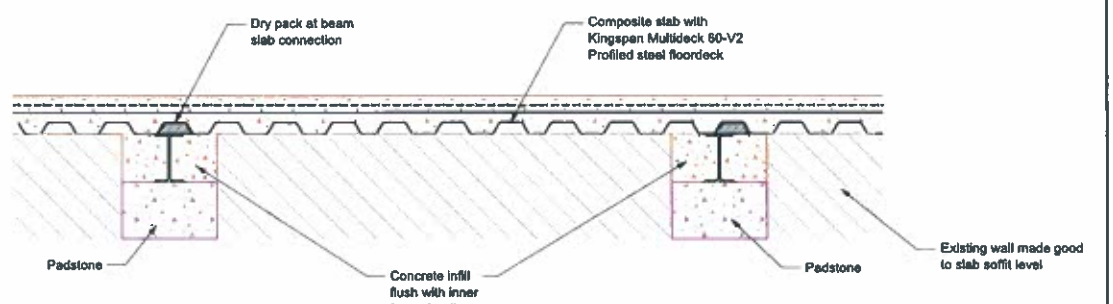 Dry pack at beam
slab connection
Composite slab with
Kingspan Multideck 60-V2
Profiled steel floordeck
Padstone
Concrete infill
flush with inner
Padstone
Existing wall made good
to slab soffit level